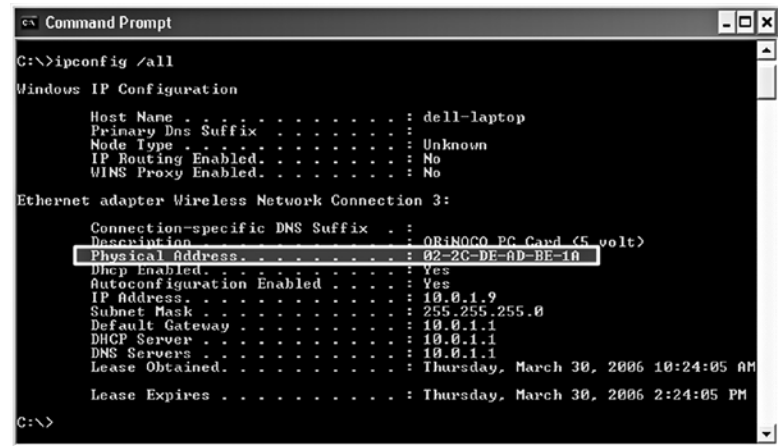 Command Prompt
C:\>ipconfig /all
Windows IP Configuration
Host Name . . . . . . . . . . . . : dell-laptop
Primary Dns Suffix . . . . . . . :
Node Type . . . . . . . . . . . . : Unknown
IP Routing Enabled. . . . . . . . : No
WINS Proxy Enabled. . . . . . . . : No
Ethernet adapter Wireless Network Connection 3:
Connection-specific DNS Suffix . :
Description . . . . . . . . . . . : ORiNOCO PC Card (5 volt)
Physical Address. . . . . . . . . : 02-2C-DE-AD-BE-1A
Dhcp Enabled. . . . . . . . . . . : Yes
Autoconfiguration Enabled . . . . : Yes
IP Address. . . . . . . . . . . . : 10.0.1.9
Subnet Mask . . . . . . . . . . . : 255.255.255.0
Default Gateway . . . . . . . . . : 10.0.1.1
DHCP Server . . . . . . . . . . . : 10.0.1.1
DNS Servers . . . . . . . . . . . : 10.0.1.1
Lease Obtained. . . . . . . . . . : Thursday, March 30, 2006 10:24:05 AM
Lease Expires . . . . . . . . . . : Thursday, March 30, 2006 2:24:05 PM
C:\>